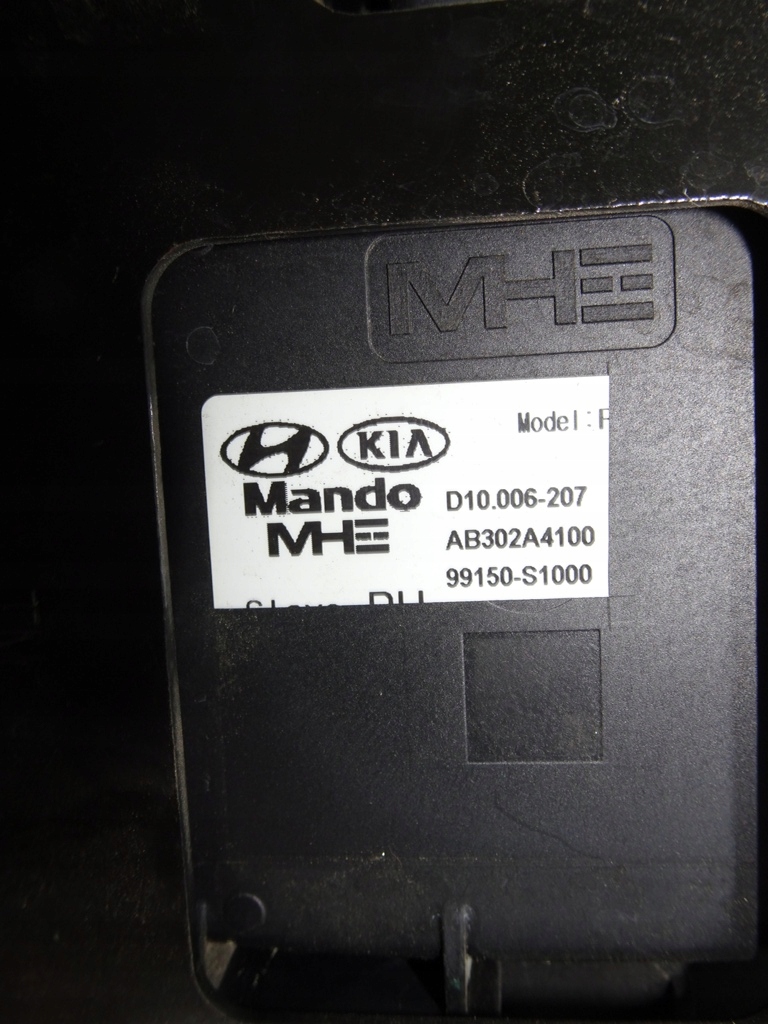 MHE
Model:F
KIA
Mando
D10.006-207
MHE
AB302A4100
99150-S1000